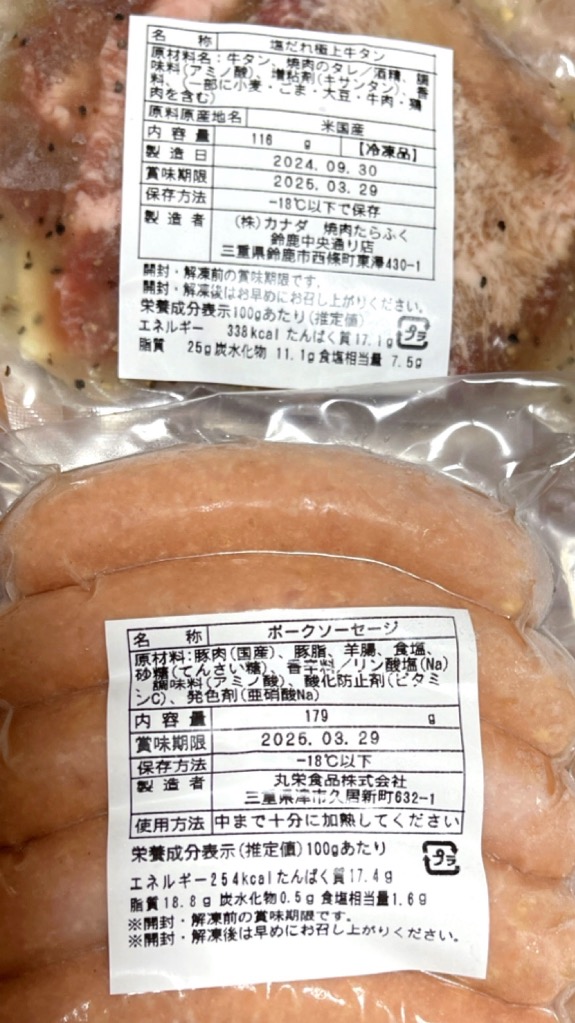 名 称 塩だれ極上牛タン
原材料名:牛タン、焼肉のタレ/酒精、調
味料(アミノ酸)、増粘剤(キサンタン)、香
料、(一部に小麦・ごま・大豆・牛肉・鶏
肉を含む)
原料原産地名 米国産
内容量 116 g 【冷凍品】
製造日 2024.09.30
賞味期限 2025.03.29
保存方法 -18℃以下で保存
製造者 (株)カナダ 焼肉たらふく
鈴鹿中央通り店
三重県鈴鹿市西條町東澤430-1
開封・解凍前の賞味期限です。
開封・解凍後はお早めにお召し上がりください。
栄養成分表示100gあたり(推定値)
エネルギー 338kcal たんぱく質17.1g
脂質 25g 炭水化物 11.1g 食塩相当量 7.5g
プラ
名 称 ポークソーセージ
原材料:豚肉(国産)、豚脂、羊腸、食塩、
砂糖(てんさい糖)、香辛料/リン酸塩(Na)
調味料(アミノ酸)、酸化防止剤(ビタミ
ンC)、発色剤(亜硝酸Na)
内容量 179 g
賞味期限 2025.03.29
保存方法 -18℃以下
製造者 丸栄食品株式会社
三重県津市久居新町632-1
使用方法 中まで十分に加熱してください
栄養成分表示(推定値)100gあたり
プラ
エネルギー254kcalたんぱく質17.4g
脂質18.8g 炭水化物0.5g 食塩相当量1.6g
※開封・解凍前の賞味期限です。
※開封・解凍後は早めにお召し上がりください。